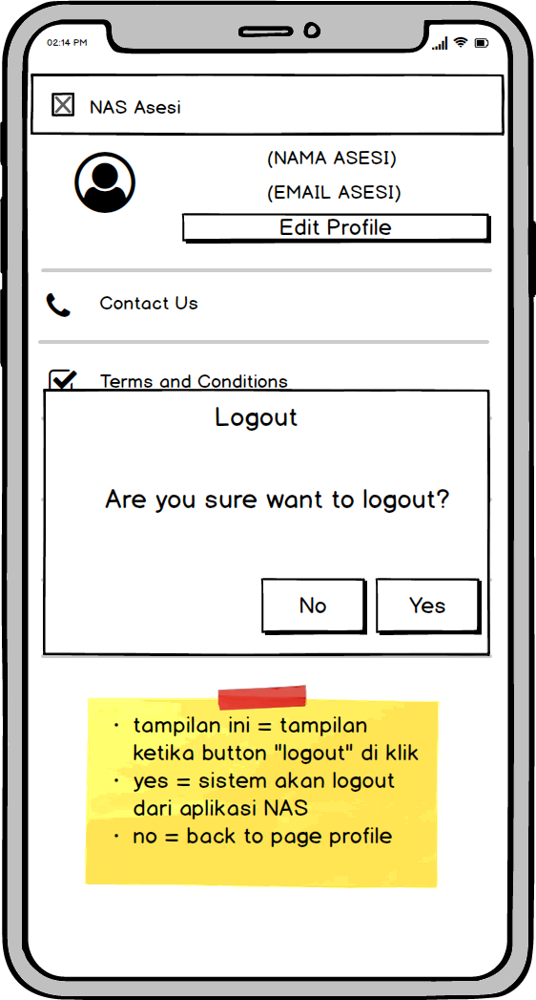 02:14 PM
NAS Asesi
(NAMA ASESI)
(EMAIL ASESI)
Edit Profile
Contact Us
Terms and Conditions
Logout
Are you sure want to logout?
No Yes
• tampilan ini = tampilan
ketika button "logout" di klik
• yes = sistem akan logout
dari aplikasi NAS
• no = back to page profile